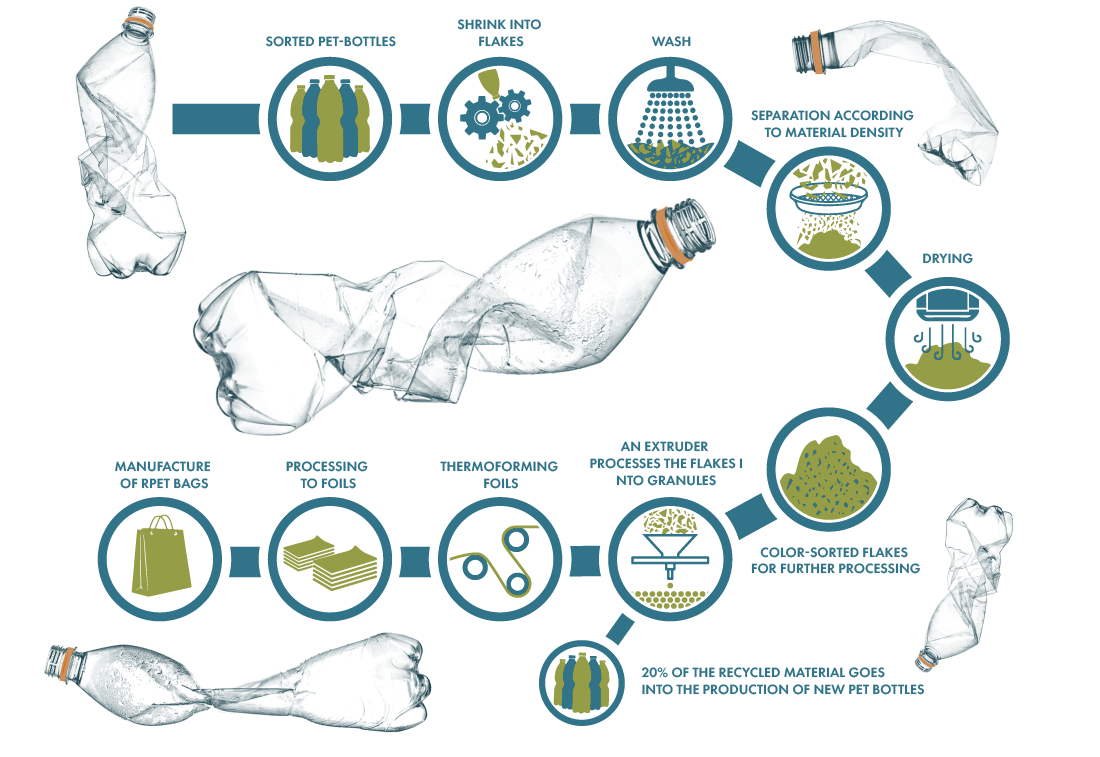 SORTED PET-BOTTLES
SHRINK INTO
FLAKES
WASH
SEPARATION ACCORDING
TO MATERIAL DENSITY
DRYING
COLOR-SORTED FLAKES
FOR FURTHER PROCESSING
AN EXTRUDER
PROCESSES THE FLAKES I
NTO GRANULES
20% OF THE RECYCLED MATERIAL GOES
INTO THE PRODUCTION OF NEW PET BOTTLES
THERMOFORMING
FOILS
PROCESSING
TO FOILS
MANUFACTURE
OF RPET BAGS